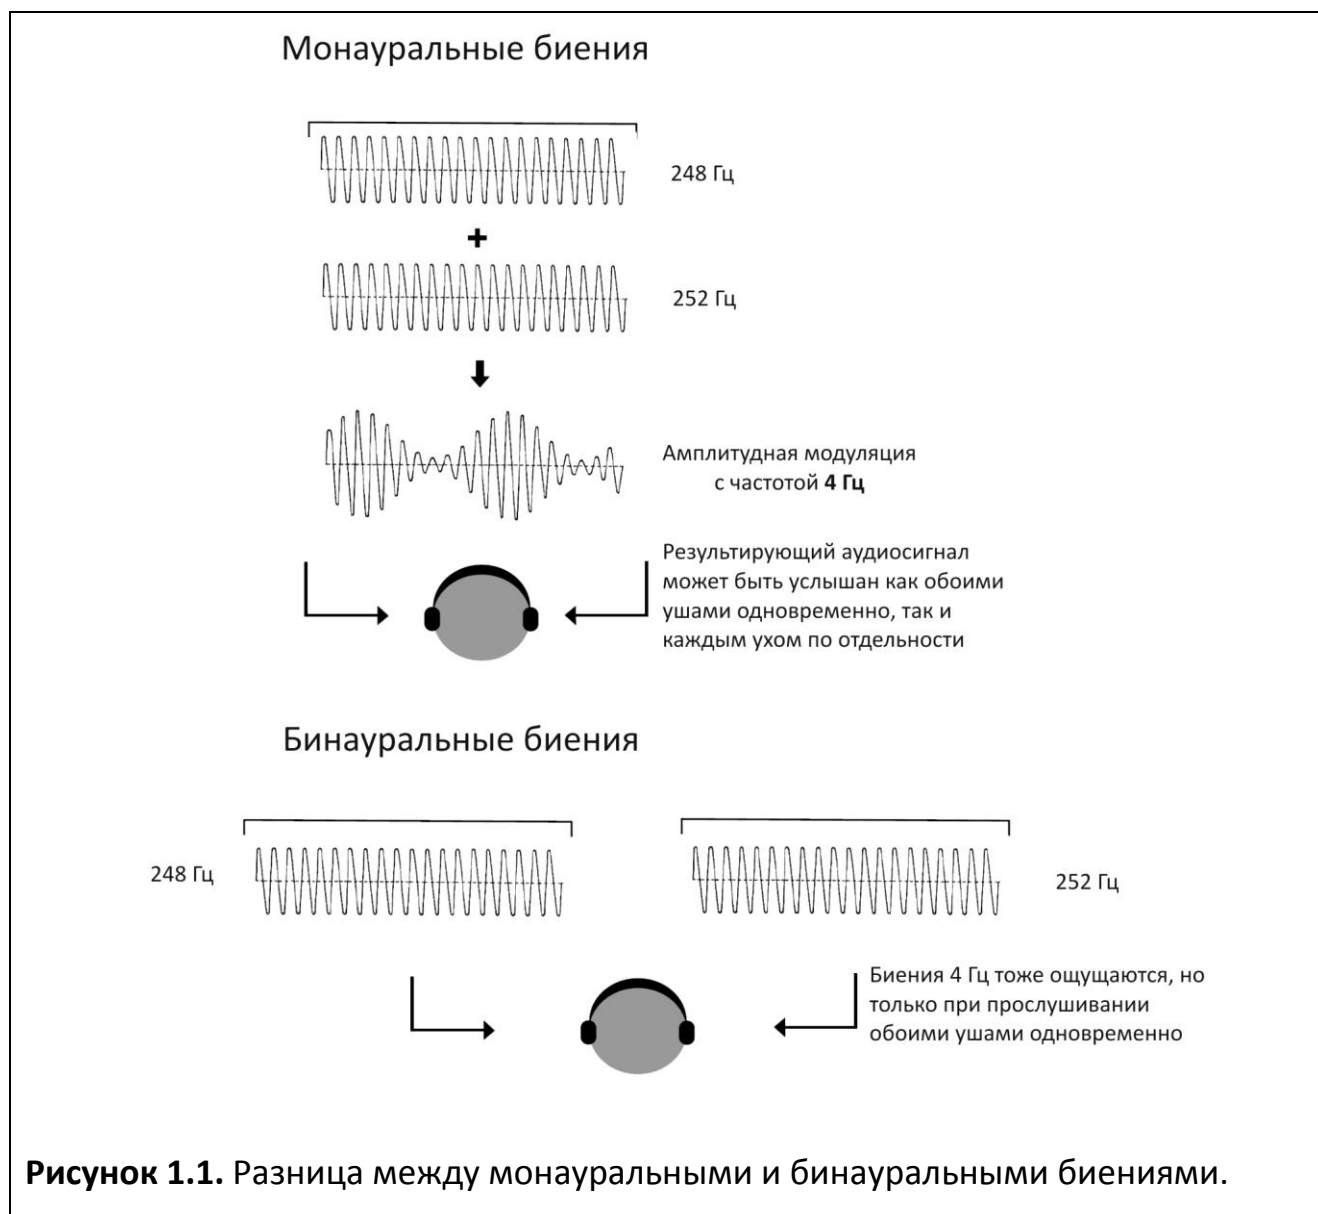 Монауральные биения
248 Гц
+
252 Гц
Амплитудная модуляция
с частотой 4 Гц
Результирующий аудиосигнал
может быть услышан как обоими
ушами одновременно, так и
каждым ухом по отдельности
Бинауральные биения
248 Гц
252 Гц
Биения 4 Гц тоже ощущаются, но
только при прослушивании
обоими ушами одновременно
Рисунок 1.1. Разница между монауральными и бинауральными биениями.